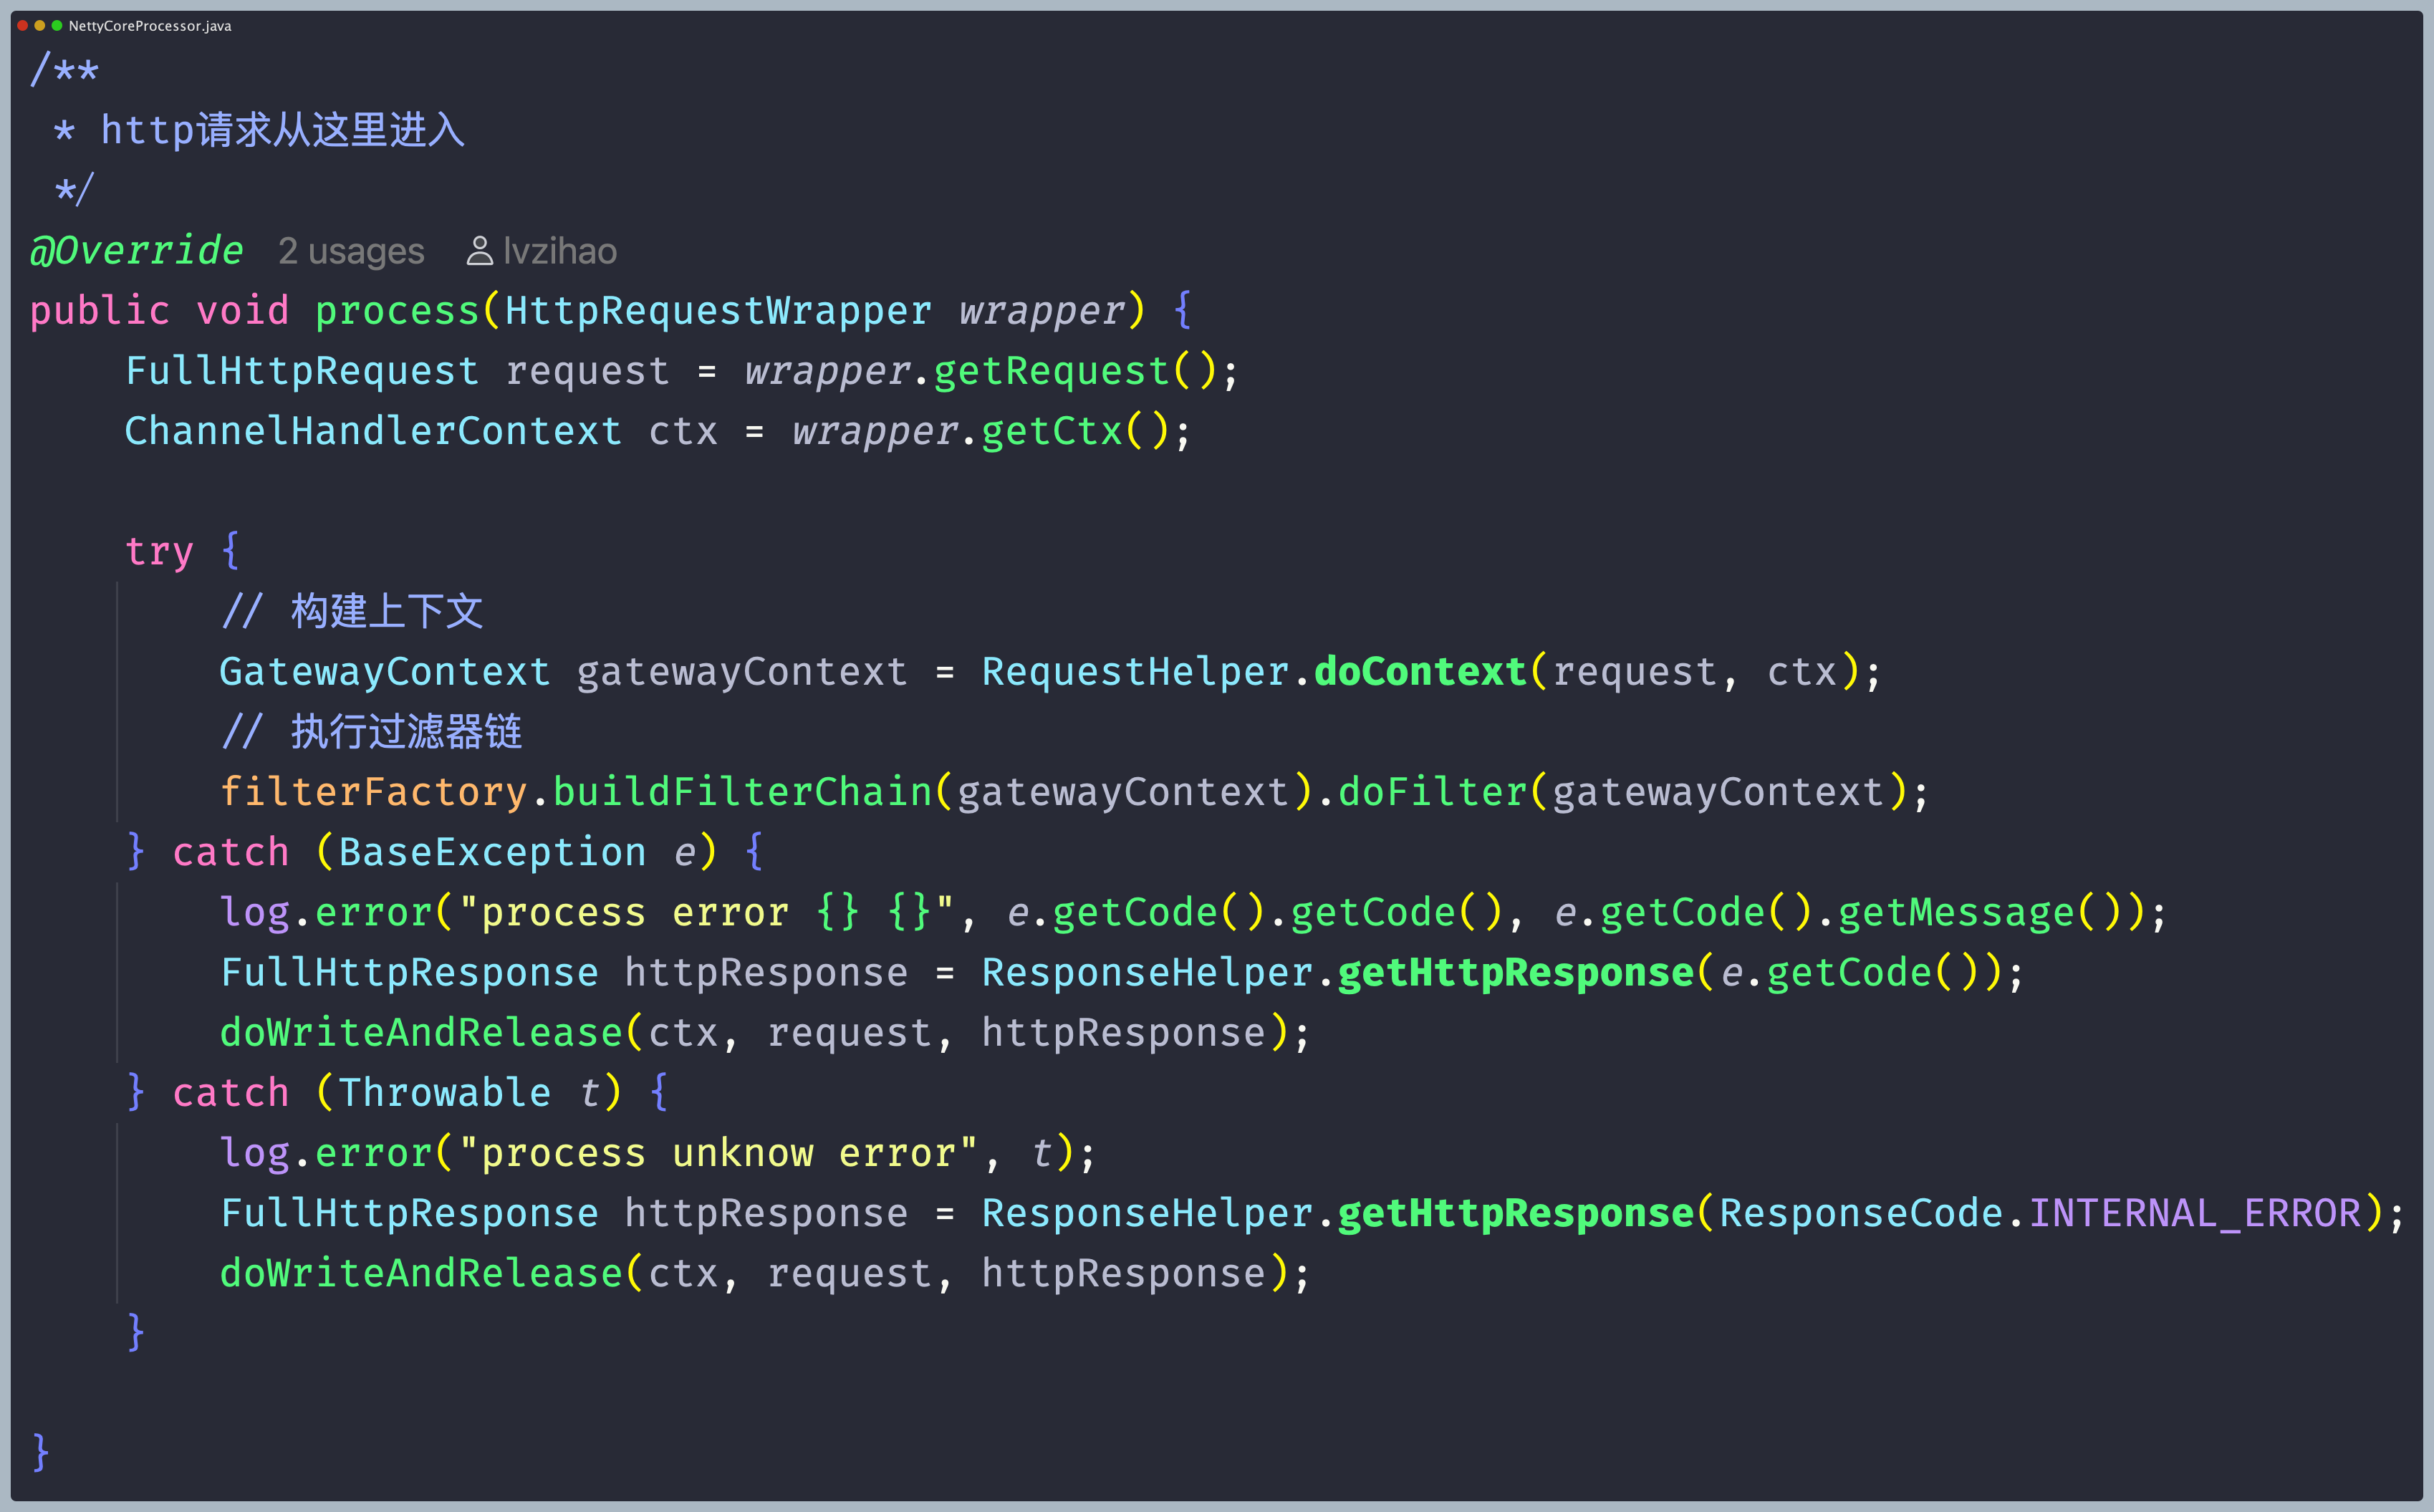 NettyCoreProcessor.java
/**
 * http请求从这里进入
 */
@Override 2 usages lvzihao
public void process(HttpRequestWrapper wrapper) {
    FullHttpRequest request = wrapper.getRequest();
    ChannelHandlerContext ctx = wrapper.getCtx();

    try {
        // 构建上下文
        GatewayContext gatewayContext = RequestHelper.doContext(request, ctx);
        // 执行过滤器链
        filterFactory.buildFilterChain(gatewayContext).doFilter(gatewayContext);
    } catch (BaseException e) {
        log.error("process error {} {}", e.getCode().getCode(), e.getCode().getMessage());
        FullHttpResponse httpResponse = ResponseHelper.getHttpResponse(e.getCode());
        doWriteAndRelease(ctx, request, httpResponse);
    } catch (Throwable t) {
        log.error("process unknow error", t);
        FullHttpResponse httpResponse = ResponseHelper.getHttpResponse(ResponseCode.INTERNAL_ERROR);
        doWriteAndRelease(ctx, request, httpResponse);
    }

}